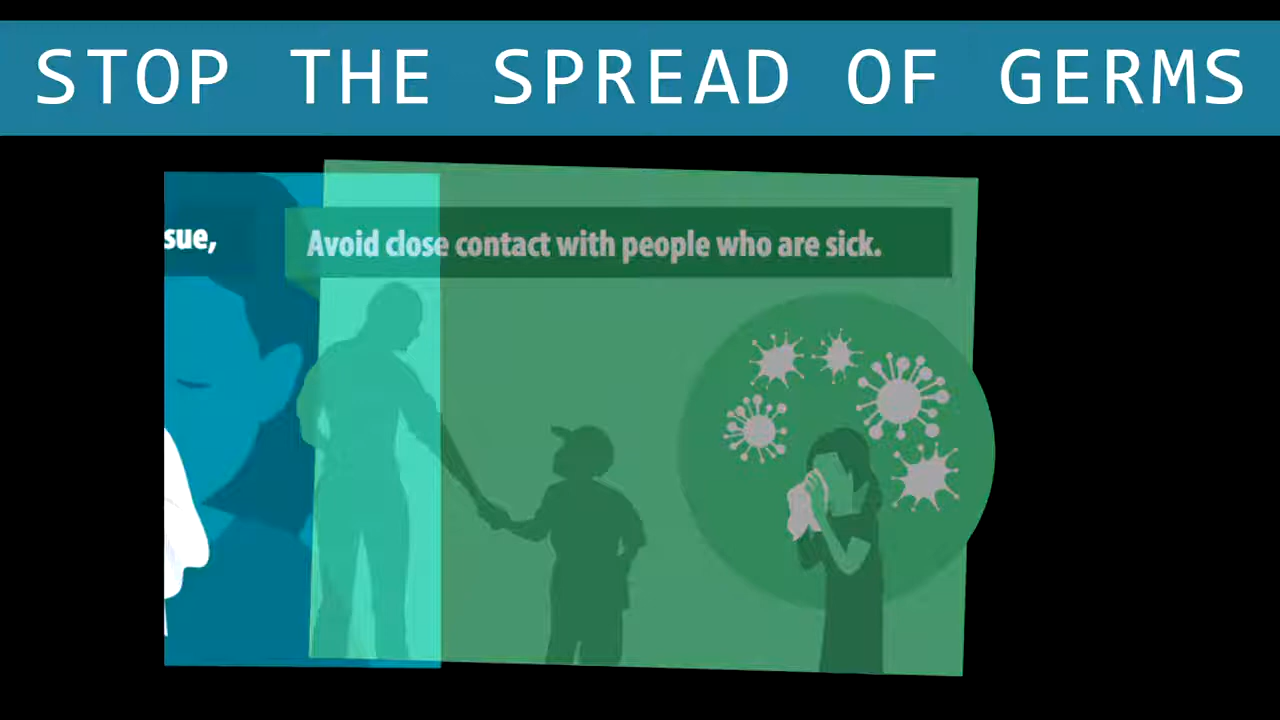 STOP THE SPREAD OF GERMS
sue,
Avoid close contact with people who are sick.